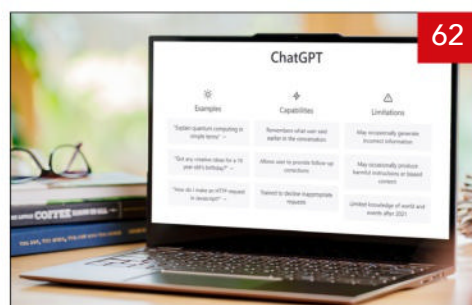 62
ChatGPT
Examples
Capabilities
Limitations
"Explain quantum computing in
simple terms" →
Remembers what user said
earlier in the conversation
May occasionally generate
incorrect information
"Got any creative ideas for a 10
year old's birthday?" →
Allows user to provide follow-up
corrections
May occasionally produce
harmful instructions or biased
content
"How do I make an HTTP request
in Javascript?" →
Trained to decline inappropriate
requests
Limited knowledge of world and
events after 2021
COFFEE